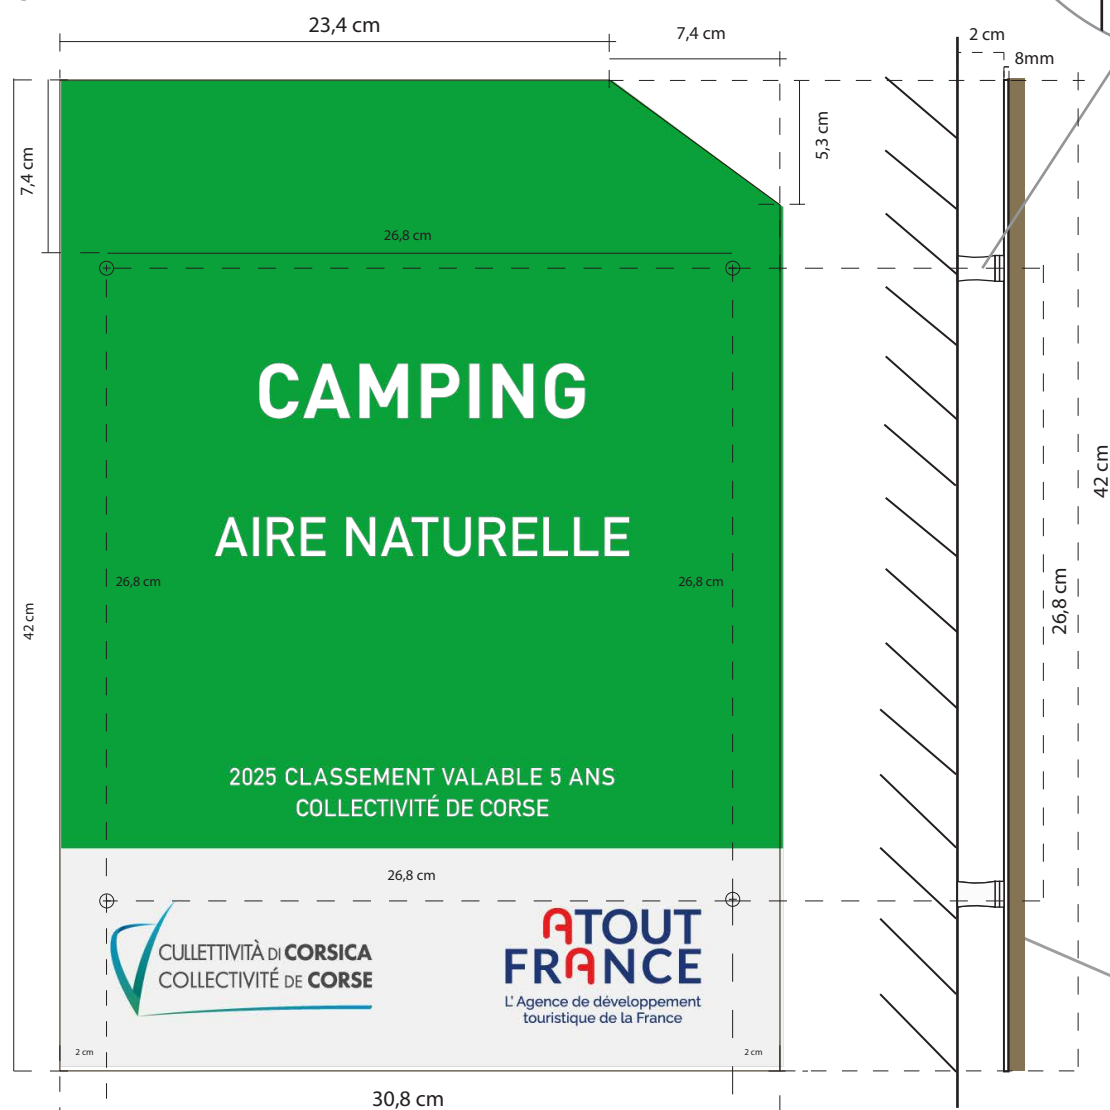 23,4 cm
7,4 cm
2 cm
8mm
7,4 cm
5,3 cm
26,8 cm
CAMPING
AIRE NATURELLE
26,8 cm
26,8 cm
42 cm
26,8 cm
42 cm
2025 CLASSEMENT VALABLE 5 ANS
COLLECTIVITÉ DE CORSE
26,8 cm
CULLETTIVITÀ DI CORSICA
COLLECTIVITÉ DE CORSE
ATOUT
FRANCE
L'Agence de développement
touristique de la France
2 cm
2 cm
30,8 cm